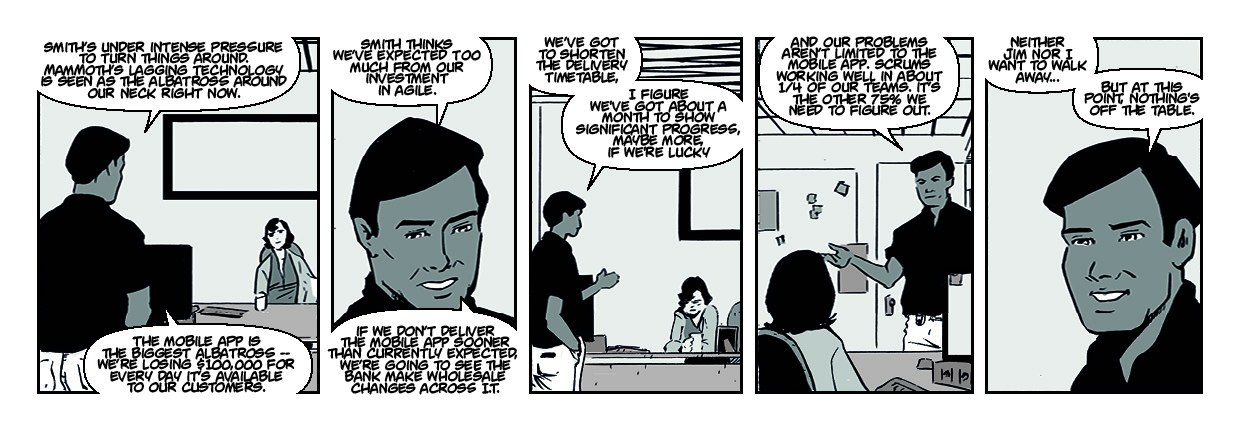 SMITH'S UNDER INTENSE PRESSURE
TO TURN THINGS AROUND.
MAMMOTH'S LAGGING TECHNOLOGY
IS SEEN AS THE ALBATROSS AROUND
OUR NECK RIGHT NOW.
THE MOBILE APP IS
THE BIGGEST ALBATROSS --
WE'RE LOSING $100,000 FOR
EVERY DAY IT'S AVAILABLE
TO OUR CUSTOMERS.
SMITH THINKS
WE'VE EXPECTED TOO
MUCH FROM OUR
INVESTMENT
IN AGILE.
IF WE DON'T DELIVER
THE MOBILE APP SOONER
THAN CURRENTLY EXPECTED,
WE'RE GOING TO SEE THE
BANK MAKE WHOLESALE
CHANGES ACROSS I.T.
WE'VE GOT
TO SHORTEN
THE DELIVERY
TIMETABLE,
I FIGURE
WE'VE GOT ABOUT A
MONTH TO SHOW
SIGNIFICANT PROGRESS,
MAYBE MORE,
IF WE'RE LUCKY
AND OUR PROBLEMS
AREN'T LIMITED TO THE
MOBILE APP. SCRUMS
WORKING WELL IN ABOUT
1/4 OF OUR TEAMS. IT'S
THE OTHER 75% WE
NEED TO FIGURE OUT.
NEITHER
JIM NOR I
WANT TO WALK
AWAY...
BUT AT THIS
POINT, NOTHING'S
OFF THE TABLE.